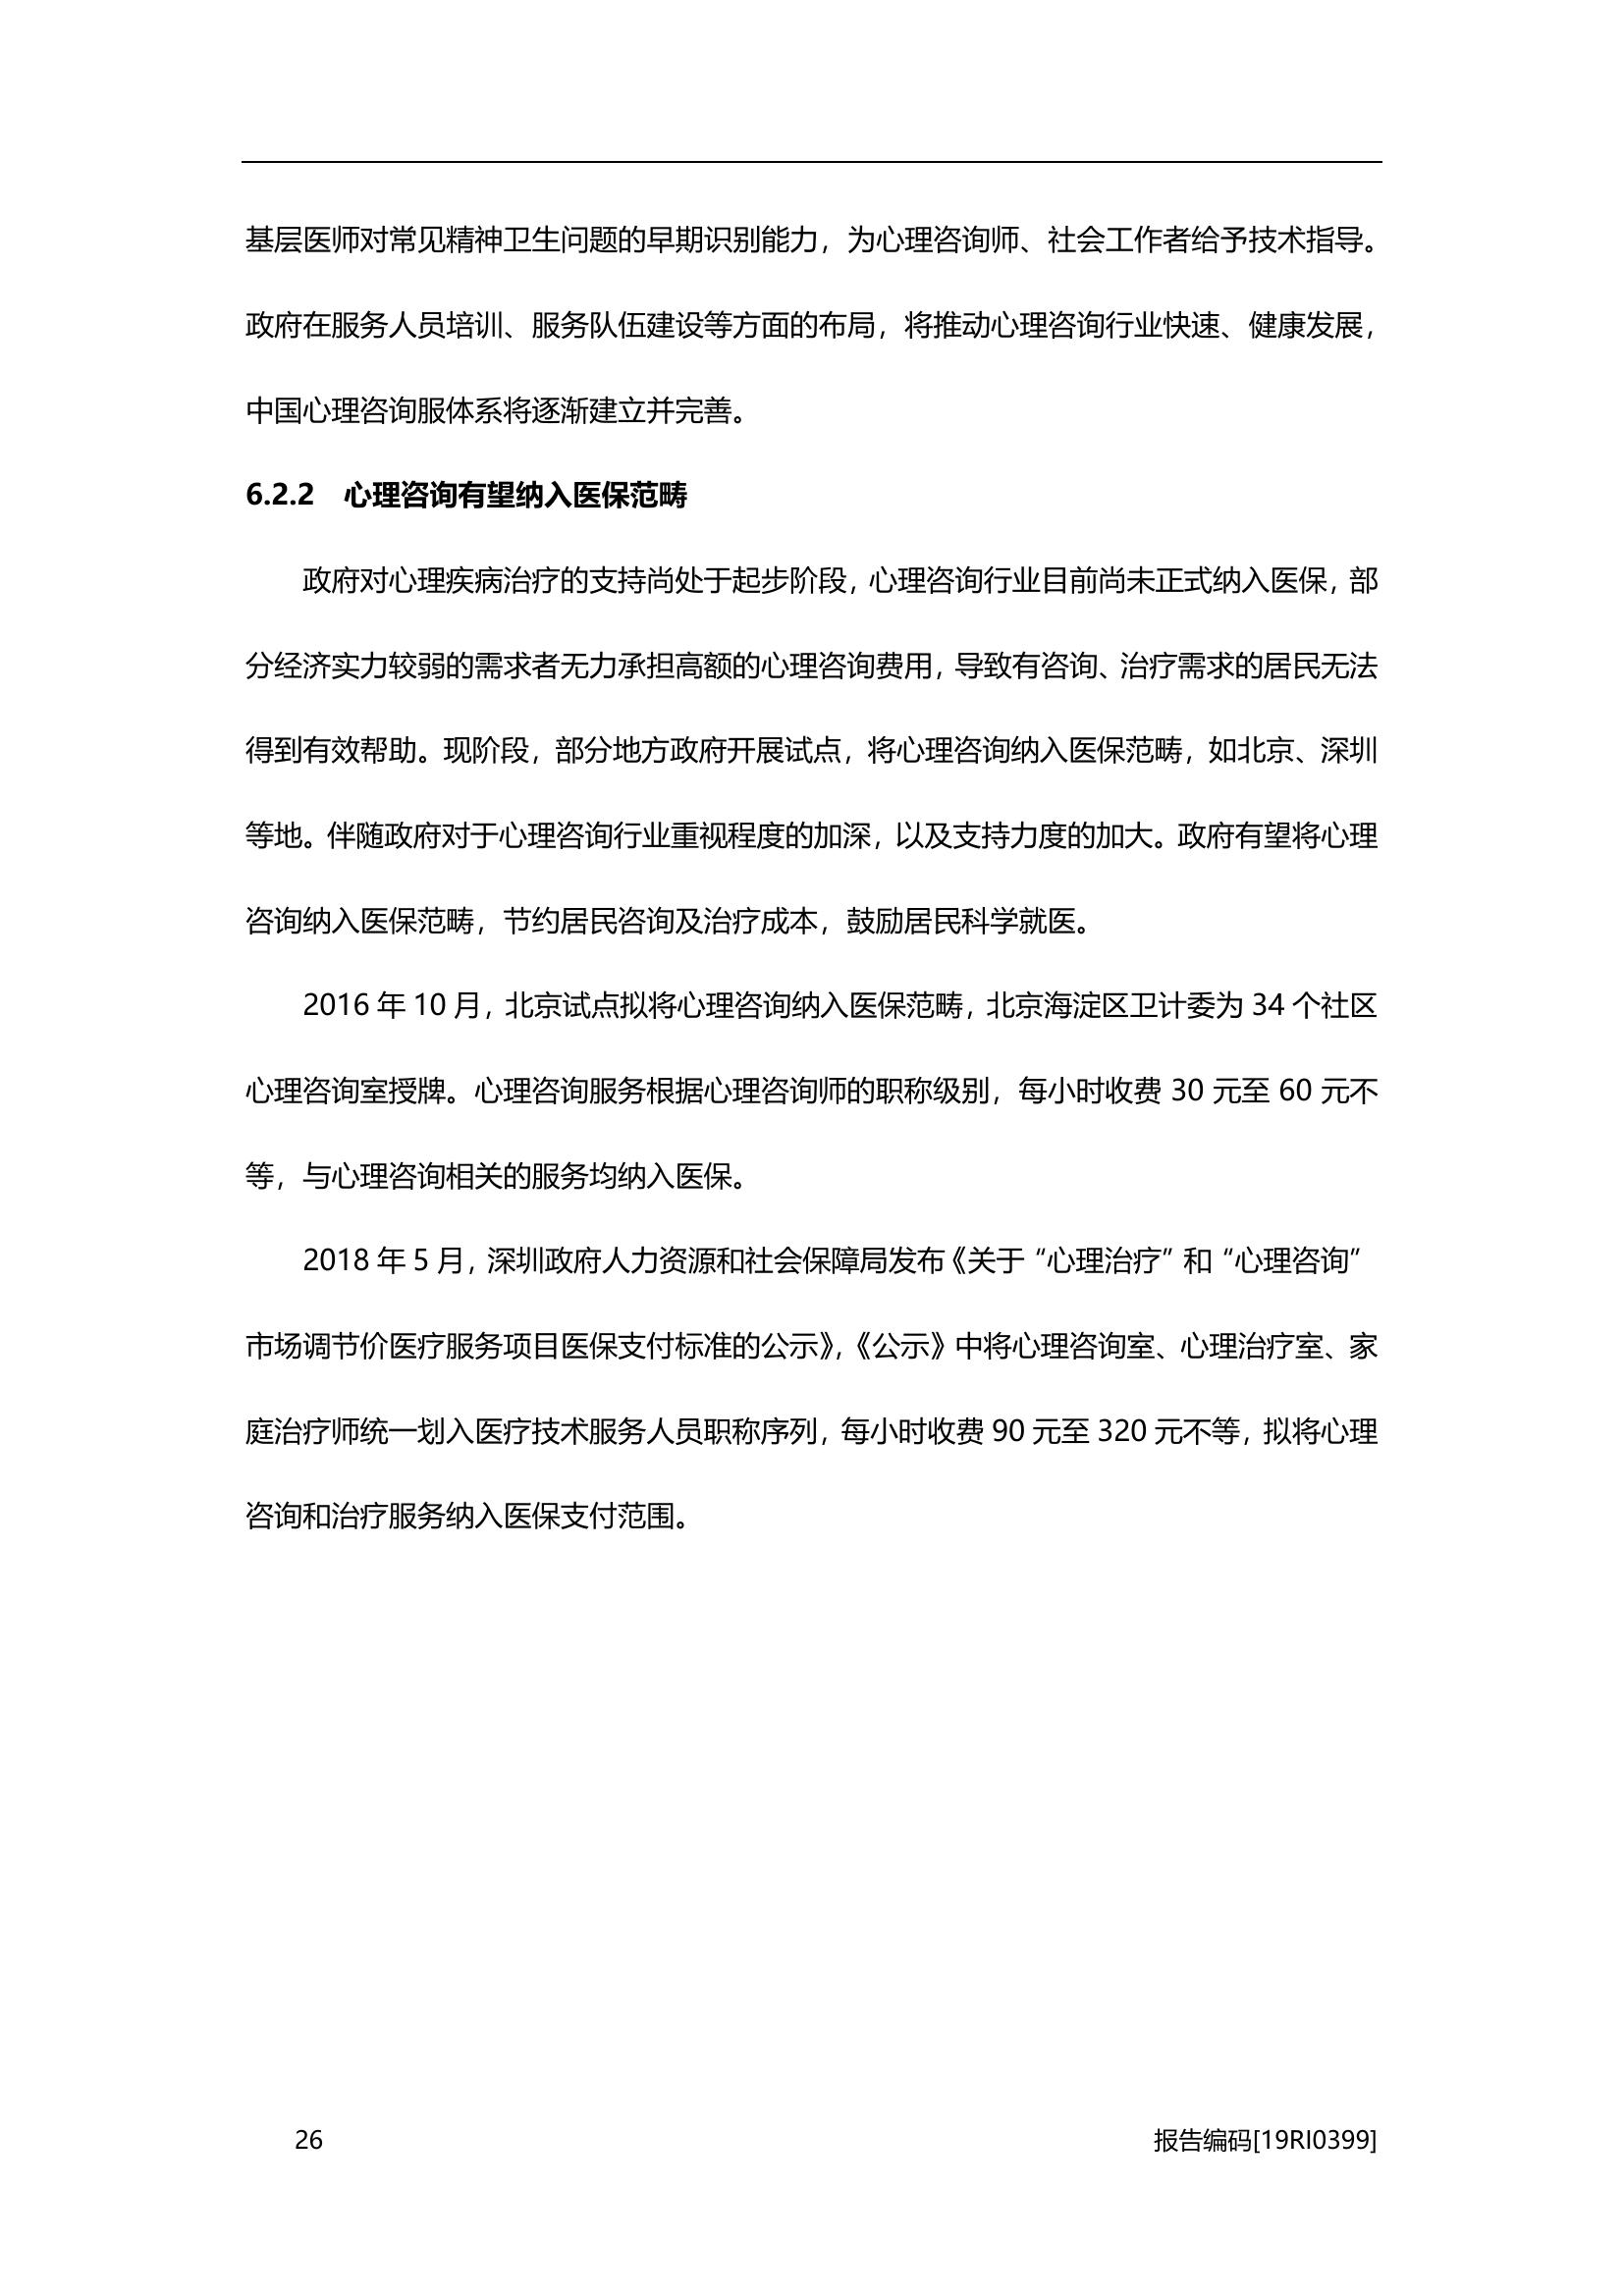 基层医师对常见精神卫生问题的早期识别能力，为心理咨询师、社会工作者给予技术指导。
政府在服务人员培训、服务队伍建设等方面的布局，将推动心理咨询行业快速、健康发展，
中国心理咨询服体系将逐渐建立并完善。
6.2.2 心理咨询有望纳入医保范畴
政府对心理疾病治疗的支持尚处于起步阶段，心理咨询行业目前尚未正式纳入医保，部
分经济实力较弱的需求者无力承担高额的心理咨询费用，导致有咨询、治疗需求的居民无法
得到有效帮助。现阶段，部分地方政府开展试点，将心理咨询纳入医保范畴，如北京、深圳
等地。伴随政府对于心理咨询行业重视程度的加深，以及支持力度的加大。政府有望将心理
咨询纳入医保范畴，节约居民咨询及治疗成本，鼓励居民科学就医。
2016 年 10 月，北京试点拟将心理咨询纳入医保范畴，北京海淀区卫计委为 34 个社区
心理咨询室授牌。心理咨询服务根据心理咨询师的职称级别，每小时收费 30 元至 60 元不
等，与心理咨询相关的服务均纳入医保。
2018 年 5 月，深圳政府人力资源和社会保障局发布《关于“心理治疗”和“心理咨询”
市场调节价医疗服务项目医保支付标准的公示》，《公示》中将心理咨询室、心理治疗室、家
庭治疗师统一划入医疗技术服务人员职称序列，每小时收费 90 元至 320 元不等，拟将心理
咨询和治疗服务纳入医保支付范围。
26 报告编码[19RI0399]